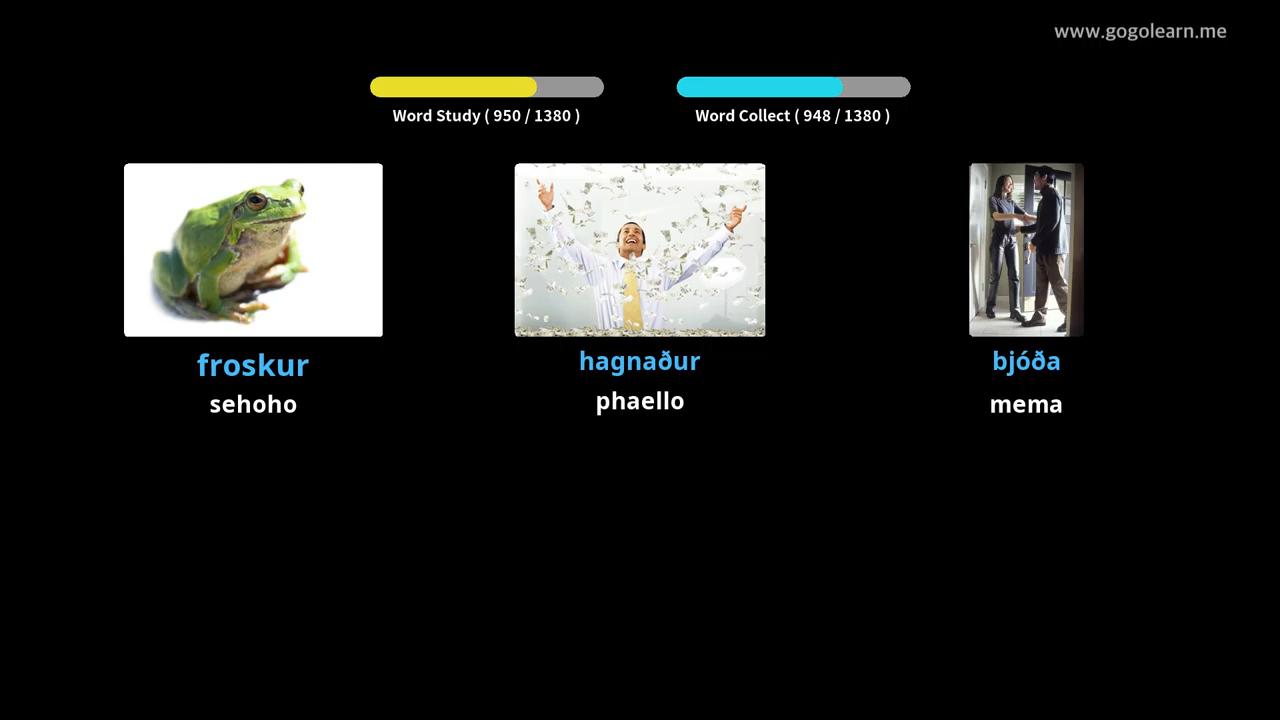 www.gogolearn.me
Word Study ( 950 / 1380 )
Word Collect ( 948 / 1380 )
froskur
hagnaður
bjóða
sehoho
phaello
mema